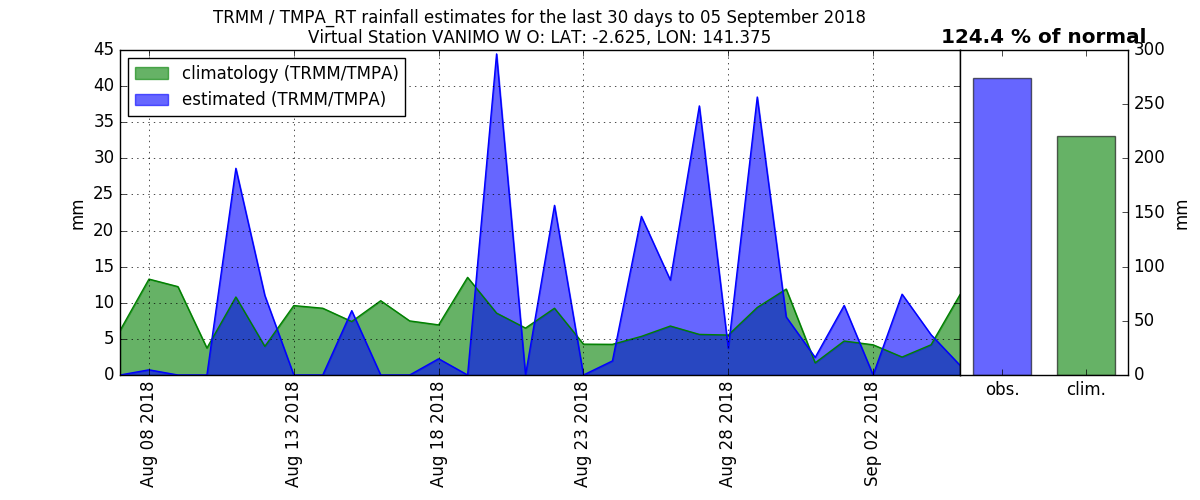 TRMM / TMPA_RT rainfall estimates for the last 30 days to 05 September 2018
Virtual Station VANIMO W O: LAT: -2.625, LON: 141.375
124.4 % of normal
climatology (TRMM/TMPA)
estimated (TRMM/TMPA)
45
40
35
30
25
20
15
10
5
0
mm
Aug 08 2018
Aug 13 2018
Aug 18 2018
Aug 23 2018
Aug 28 2018
Sep 02 2018
300
250
200
150
100
50
0
mm
obs.
clim.